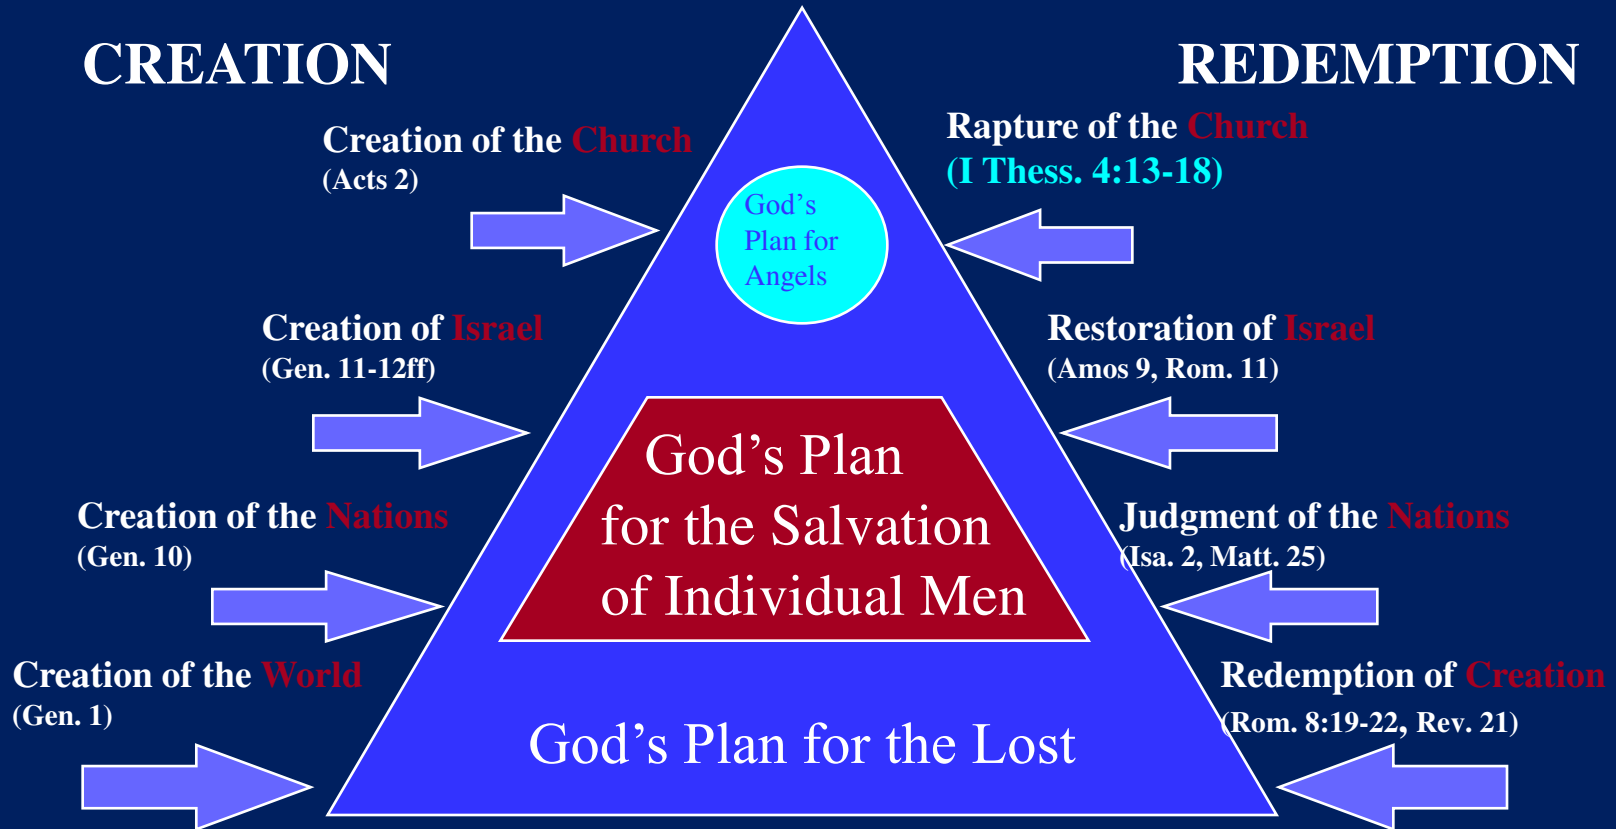 CREATION
REDEMPTION
Creation of the Church
(Acts 2)
Rapture of the Church
(I Thess. 4:13-18)
God’s
Plan for
Angels
Creation of Israel
(Gen. 11-12ff)
Restoration of Israel
(Amos 9, Rom. 11)
God’s Plan
for the Salvation
of Individual Men
Creation of the Nations
(Gen. 10)
Judgment of the Nations
(Isa. 2, Matt. 25)
Creation of the World
(Gen. 1)
Redemption of Creation
(Rom. 8:19-22, Rev. 21)
God’s Plan for the Lost